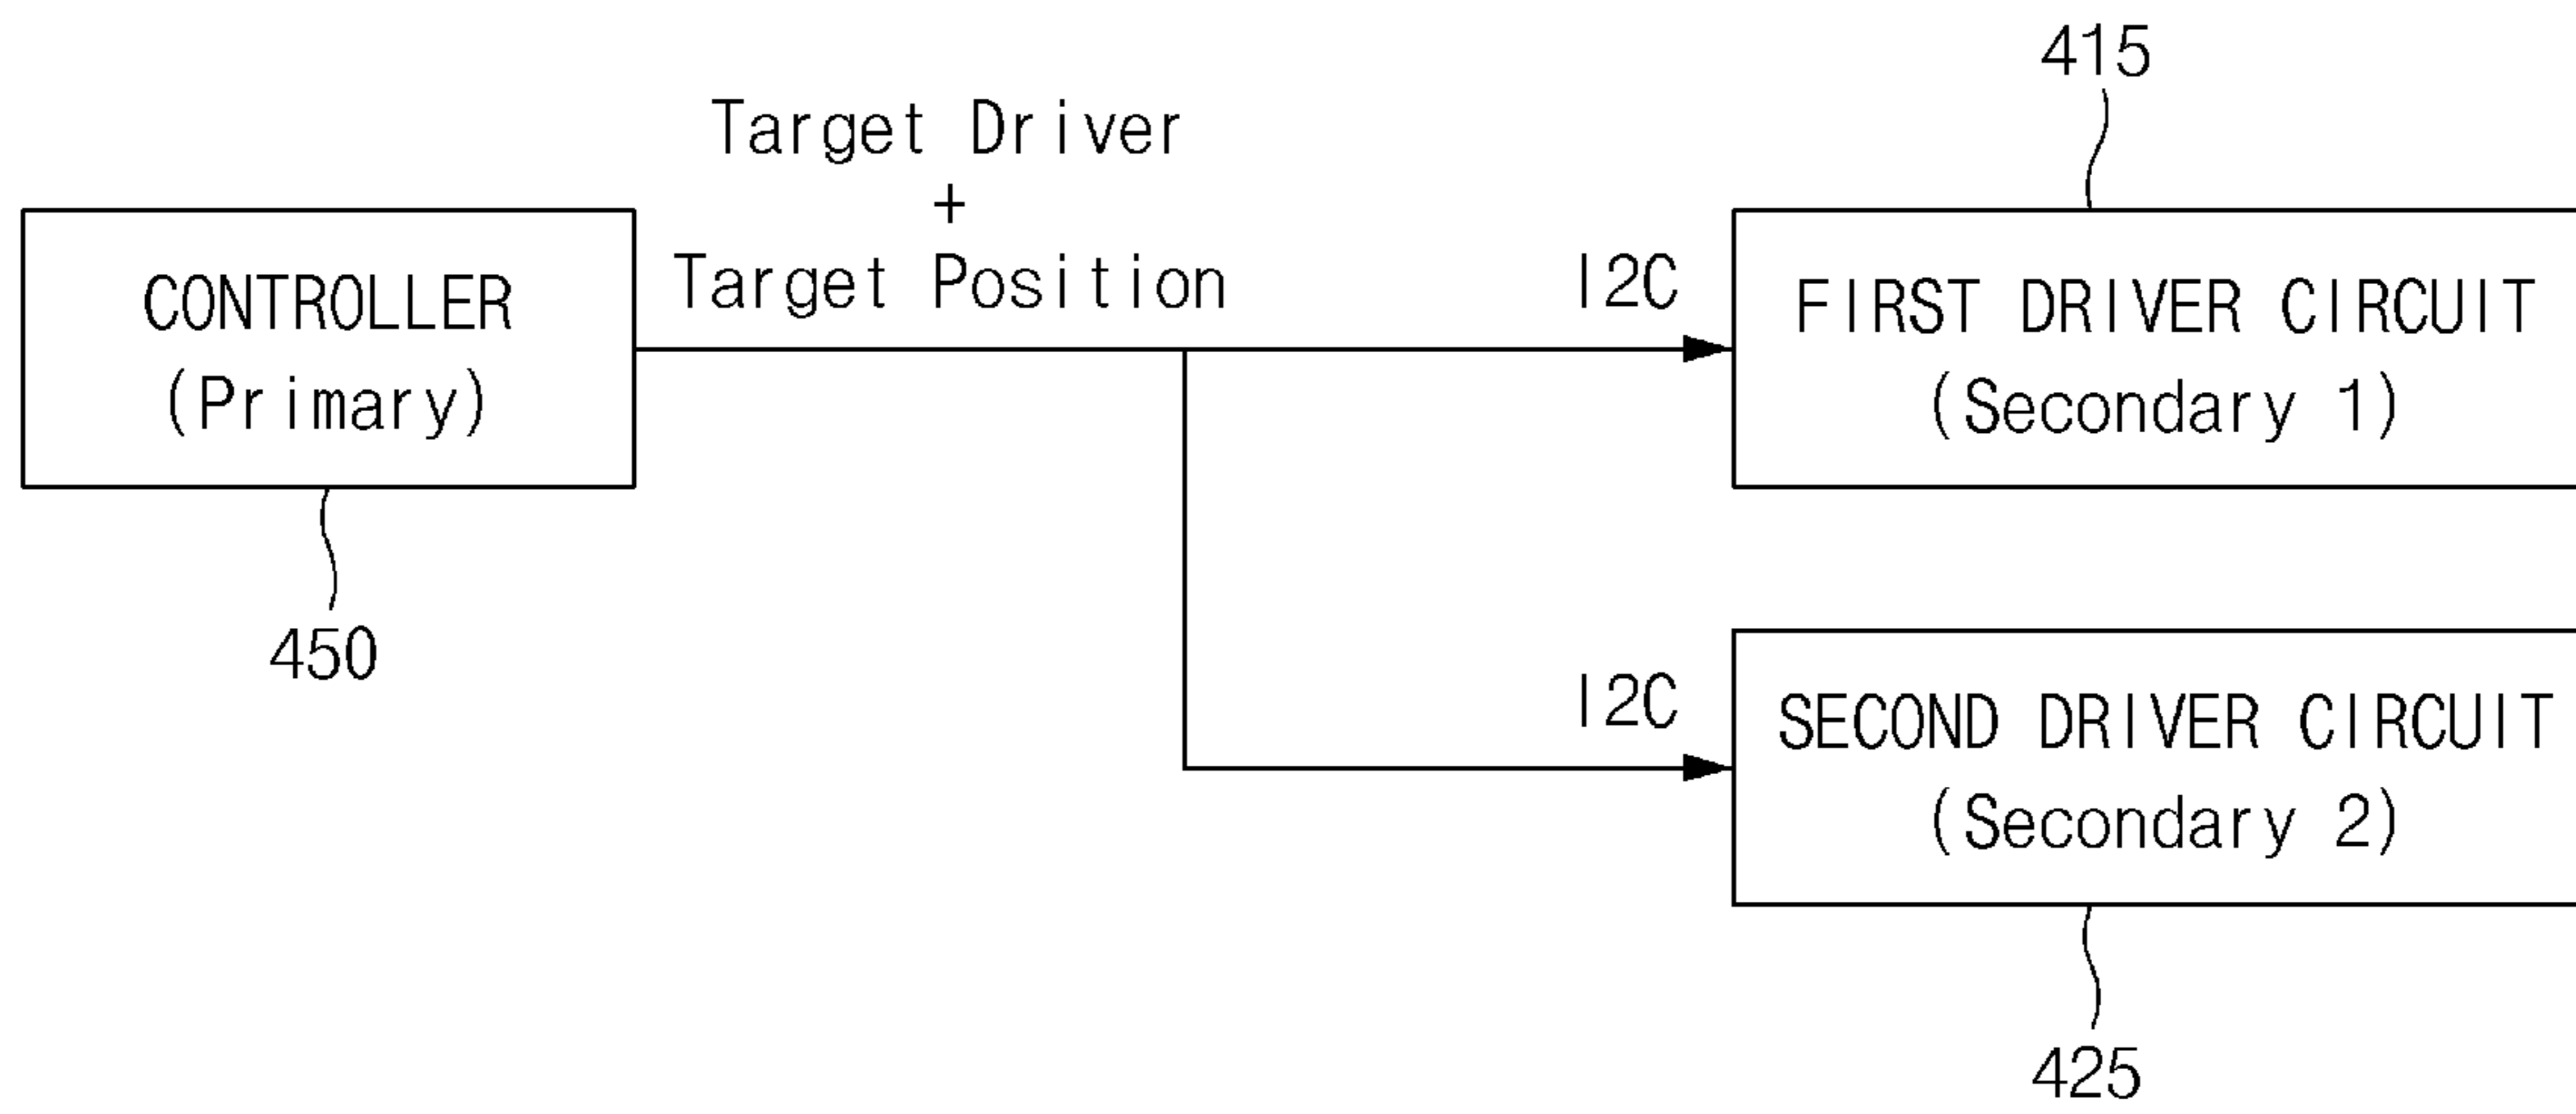 415
Target Driver
+
Target Position
I2C
CONTROLLER
(Primary)
FIRST DRIVER CIRCUIT
(Secondary 1)
450
I2C
SECOND DRIVER CIRCUIT
(Secondary 2)
425